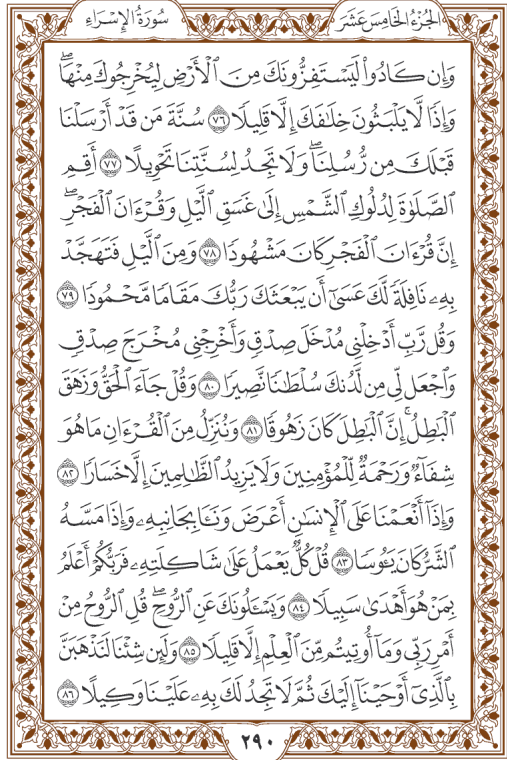 الجُزْءُ الخَامِسَ عَشَرَ
سُورَةُ الإِسْرَاءِ
وَإِن كَادُوا۟ لَيَسْتَفِزُّونَكَ مِنَ ٱلْأَرْضِ لِيُخْرِجُوكَ مِنْهَاۖ
وَإِذًا لَّا يَلْبَثُونَ خِلَٰفَكَ إِلَّا قَلِيلًا ٧٦ سُنَّةَ مَن قَدْ أَرْسَلْنَا
قَبْلَكَ مِن رُّسُلِنَاۖ وَلَا تَجِدُ لِسُنَّتِنَا تَحْوِيلًا ٧٧ أَقِمِ
ٱلصَّلَوٰةَ لِدُلُوكِ ٱلشَّمْسِ إِلَىٰ غَسَقِ ٱلَّيْلِ وَقُرْءَانَ ٱلْفَجْرِۖ
إِنَّ قُرْءَانَ ٱلْفَجْرِ كَانَ مَشْهُودًا ٧٨ وَمِنَ ٱلَّيْلِ فَتَهَجَّدْ
بِهِۦ نَافِلَةً لَّكَ عَسَىٰٓ أَن يَبْعَثَكَ رَبُّكَ مَقَامًا مَّحْمُودًا ٧٩
وَقُل رَّبِّ أَدْخِلْنِى مُدْخَلَ صِدْقٍ وَأَخْرِجْنِى مُخْرَجَ صِدْقٍ
وَٱجْعَل لِّى مِن لَّدُنكَ سُلْطَٰنًا نَّصِيرًا ٨٠ وَقُلْ جَآءَ ٱلْحَقُّ وَزَهَقَ
ٱلْبَٰطِلُۚ إِنَّ ٱلْبَٰطِلَ كَانَ زَهُوقًا ٨١ وَنُنَزِّلُ مِنَ ٱلْقُرْءَانِ مَا هُوَ
شِفَآءٌ وَرَحْمَةٌ لِّلْمُؤْمِنِينَ وَلَا يَزِيدُ ٱلظَّٰلِمِينَ إِلَّا خَسَارًا ٨٢
وَإِذَآ أَنْعَمْنَا عَلَى ٱلْإِنسَٰنِ أَعْرَضَ وَنَـَٔا بِجَانِبِهِۦ وَإِذَا مَسَّهُ
ٱلشَّرُّ كَانَ يَـُٔوسًا ٨٣ قُلْ كُلٌّ يَعْمَلُ عَلَىٰ شَاكِلَتِهِۦ فَرَبُّكُمْ أَعْلَمُ
بِمَنْ هُوَ أَهْدَىٰ سَبِيلًا ٨٤ وَيَسْـَٔلُونَكَ عَنِ ٱلرُّوحِۖ قُلِ ٱلرُّوحُ مِنْ
أَمْرِ رَبِّى وَمَآ أُوتِيتُم مِّنَ ٱلْعِلْمِ إِلَّا قَلِيلًا ٨٥ وَلَئِن شِئْنَا لَنَذْهَبَنَّ
بِٱلَّذِىٓ أَوْحَيْنَآ إِلَيْكَ ثُمَّ لَا تَجِدُ لَكَ بِهِۦ عَلَيْنَا وَكِيلًا ٨٦
٢٩٠